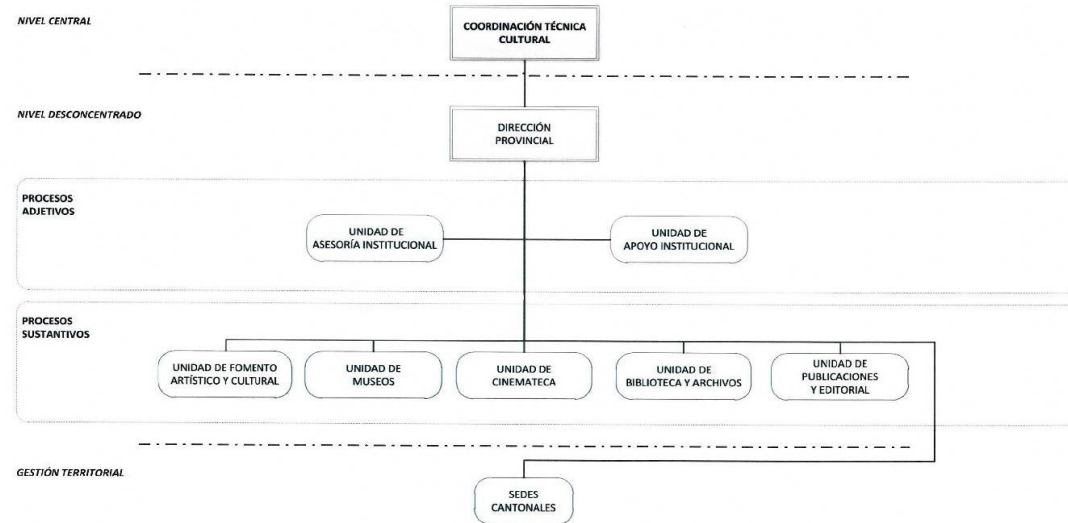 NIVEL CENTRAL
COORDINACIÓN TÉCNICA
CULTURAL
NIVEL DESCONCENTRADO
DIRECCIÓN
PROVINCIAL
PROCESOS
ADJETIVOS
UNIDAD DE
ASESORÍA INSTITUCIONAL
UNIDAD DE
APOYO INSTITUCIONAL
PROCESOS
SUSTANTIVOS
UNIDAD DE FOMENTO
ARTÍSTICO Y CULTURAL
UNIDAD DE
MUSEOS
UNIDAD DE
CINEMATECA
UNIDAD DE
BIBLIOTECA Y ARCHIVOS
UNIDAD DE
PUBLICACIONES
Y EDITORIAL
GESTIÓN TERRITORIAL
SEDES
CANTONALES